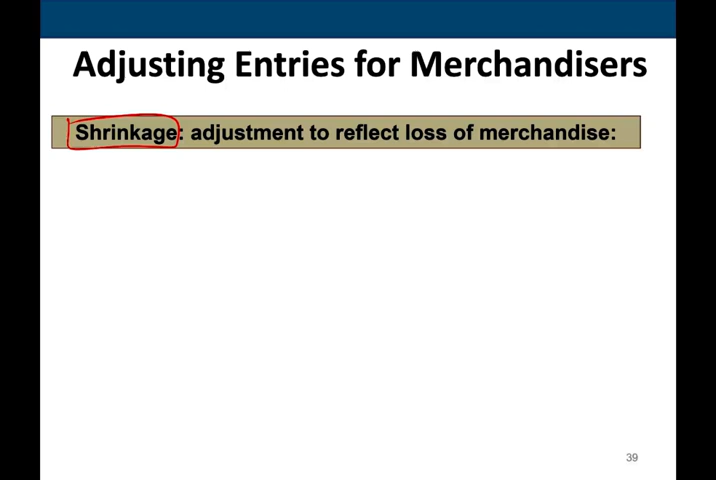 Adjusting Entries for Merchandisers
Shrinkage: adjustment to reflect loss of merchandise:
39